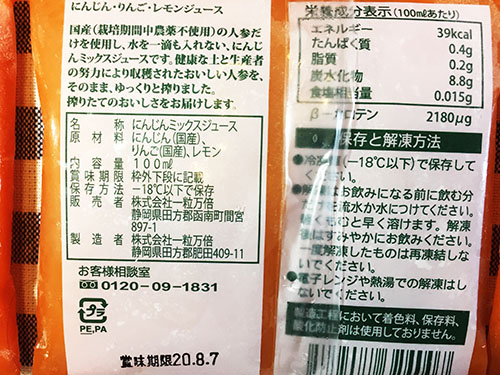 にんじん・りんご・レモンジュース
国産(栽培期間中農薬不使用)の人参だ
けを使用し、水を一滴も入れない、にんじ
んミックスジュースです。健康な土と生産者
の努力により収穫されたおいしい人参を、
そのまま、ゆっくりと搾りました。
搾りたてのおいしさをお届けします。
名称 にんじんミックスジュース
原材料 にんじん(国産)、
りんご(国産)、レモン
内容量 100ml
賞味期限 枠外下段に記載
保存方法 −18℃以下で保存
販売者 株式会社一粒万倍
静岡県田方郡函南町間宮
897-1
製造者 株式会社一粒万倍
静岡県田方郡肥田409-11
お客様相談室
0120-09-1831
プラ
PE,PA
賞味期限20.8.7
栄養成分表示(100mlあたり)
エネルギー 39kcal
たんぱく質 0.4g
脂質 0.2g
炭水化物 8.8g
食塩相当量 0.015g
β−カロテン 2180μg
保存と解凍方法
冷凍(−18℃以下)で保存して
ください。
解凍はお飲みになる前に飲む分
流水か水につけてください。
もむと早く溶けます。解凍
後はすみやかにお飲みください。
一度解凍したものは再凍結しな
いでください。
電子レンジや熱湯での解凍はし
ないでください。
製造工程において着色料、保存料、
酸化防止剤は使用しておりません。